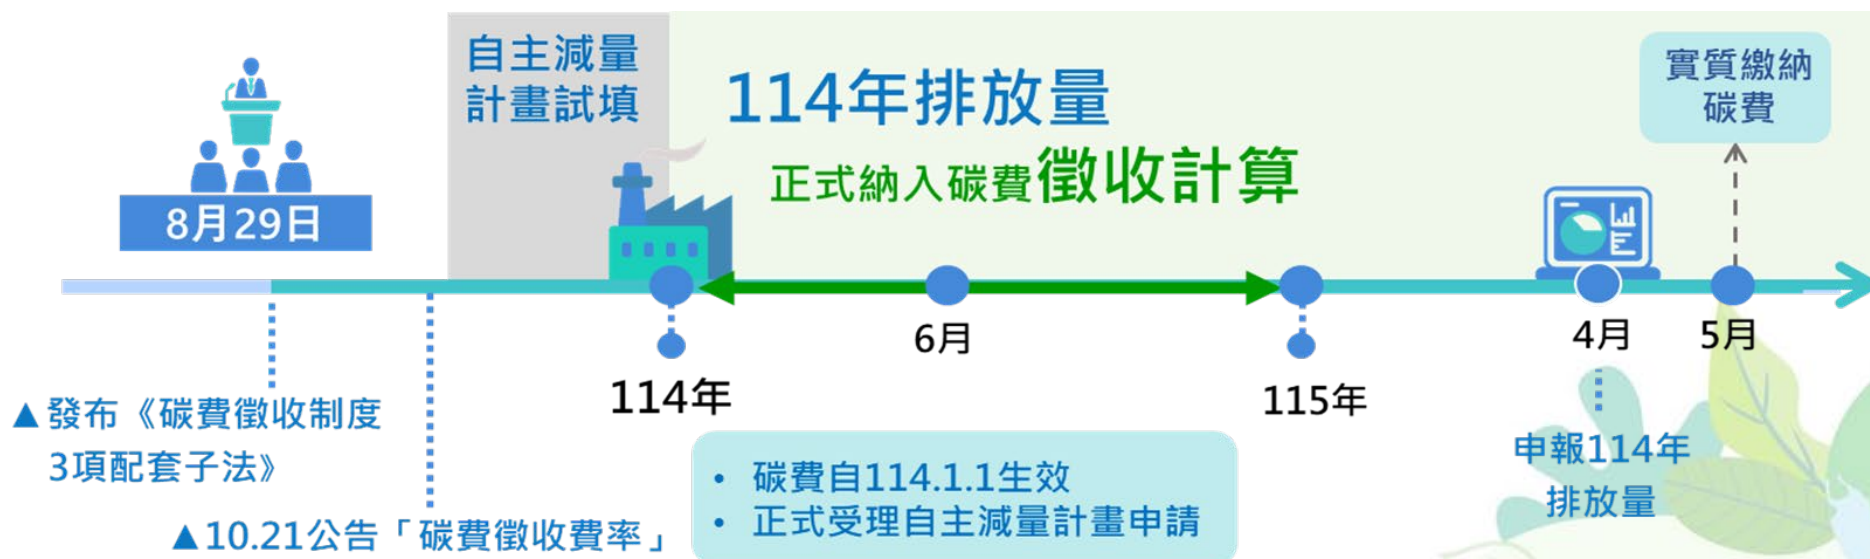 自主減量
計畫試填
114年排放量
正式納入碳費徵收計算
實質繳納
碳費
8月29日
6月
4月
5月
114年
115年
▲發布《碳費徵收制度
3項配套子法》
▲10.21公告「碳費徵收費率」
• 碳費自114.1.1生效
• 正式受理自主減量計畫申請
申報114年
排放量